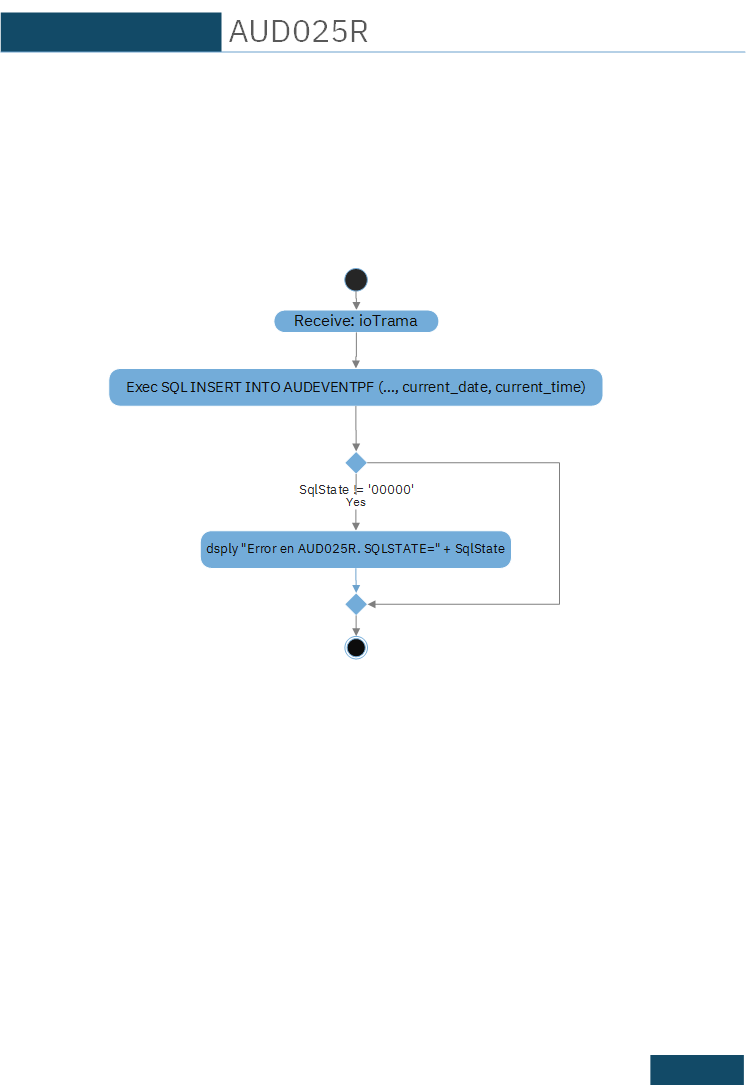 AUD025R
Receive: ioTrama
Exec SQL INSERT INTO AUDEVENTPF (..., current_date, current_time)
SqlState != '00000'
Yes
dsply "Error en AUD025R. SQLSTATE=" + SqlState